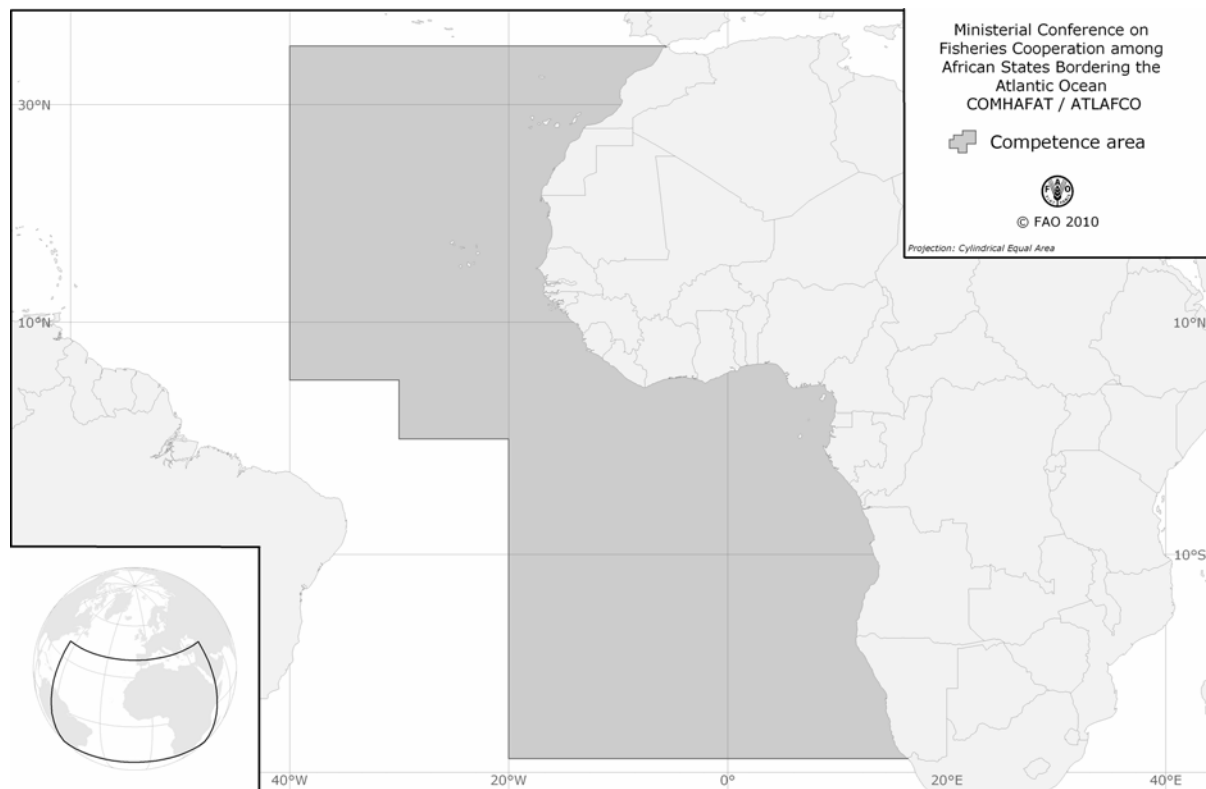 Ministerial Conference on
Fisheries Cooperation among
African States Bordering the
Atlantic Ocean
COMHAFAT / ATLAFCO
Competence area
F A O
© FAO 2010
Projection: Cylindrical Equal Area
30°N
10°N
10°N
10°S
40°W
20°W
0°
20°E
40°E